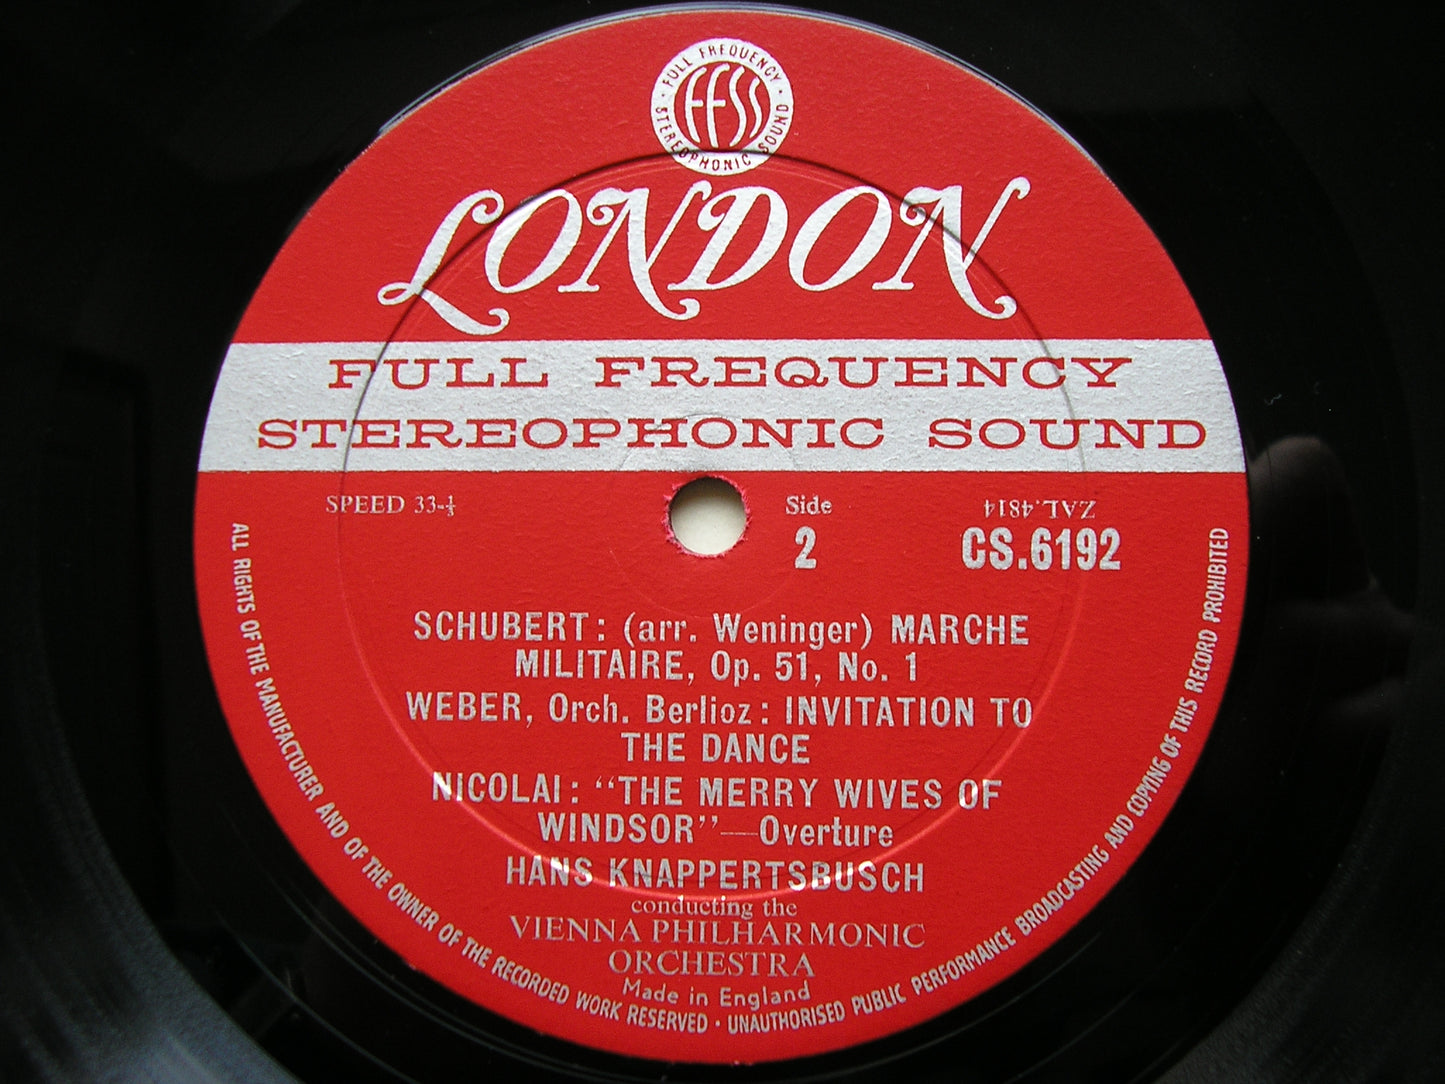 FULL FREQUENCY
FFSS
STEREOPHONIC SOUND
LONDON
FULL FREQUENCY
STEREOPHONIC SOUND
SPEED 33-⅓
Side
2
ZAL.4814
CS.6192
SCHUBERT: (arr. Weninger) MARCHE
MILITAIRE, Op. 51, No. 1
WEBER, Orch. Berlioz: INVITATION TO
THE DANCE
NICOLAI: “THE MERRY WIVES OF
WINDSOR”—Overture
HANS KNAPPERTSBUSCH
conducting the
VIENNA PHILHARMONIC
ORCHESTRA
Made in England
ALL RIGHTS OF THE MANUFACTURER AND OF THE OWNER OF THE RECORDED WORK RESERVED · UNAUTHORISED PUBLIC PERFORMANCE BROADCASTING AND COPYING OF THIS RECORD PROHIBITED